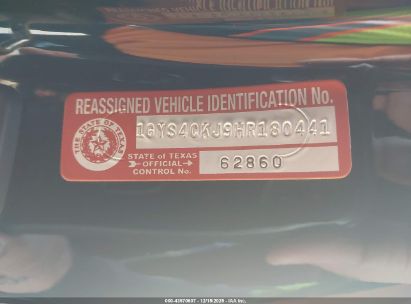 REASSIGNED VEHICLE IDENTIFICATION No.
1GYS4CKJ9HR180441
THE STATE OF TEXAS
STATE OF TEXAS
OFFICIAL
CONTROL No.
62860